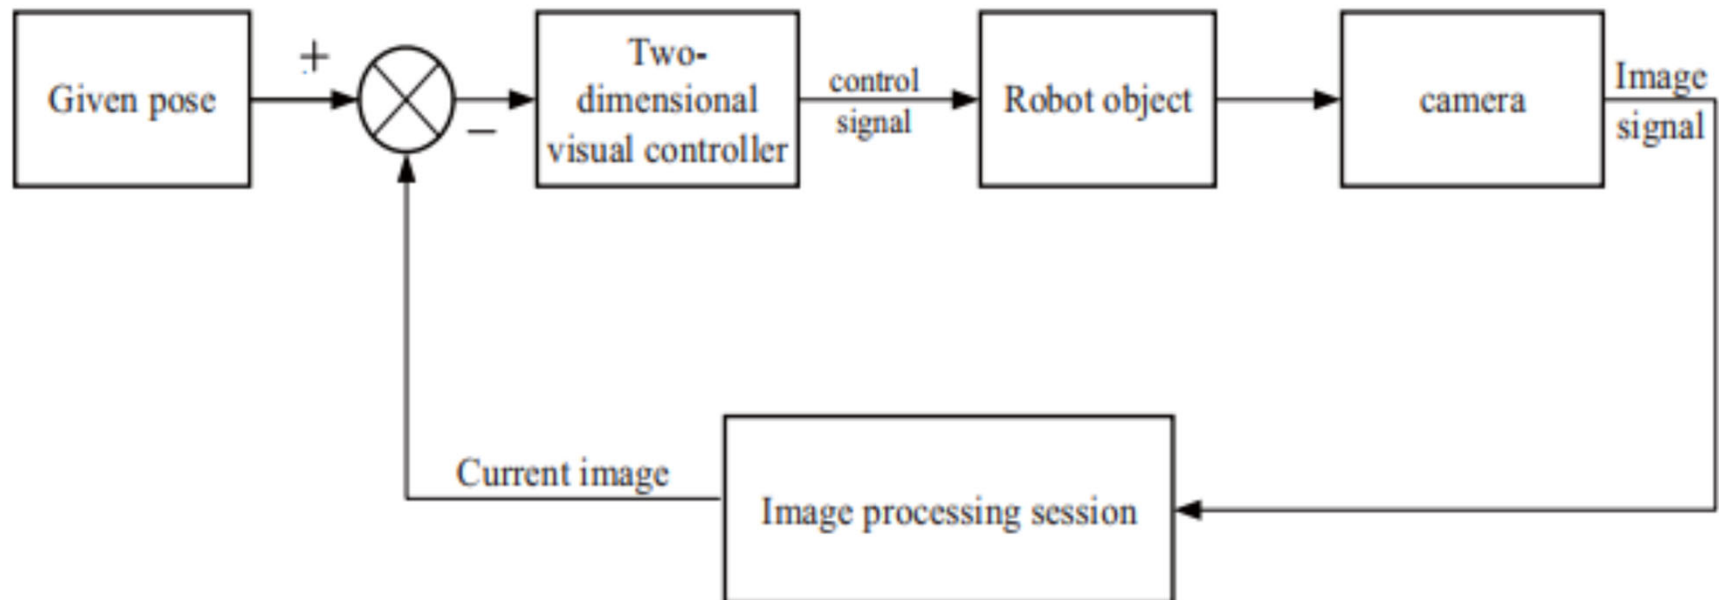 Given pose
+
−
Two-
dimensional
visual controller
control
signal
Robot object
camera
Image
signal
Current image
Image processing session